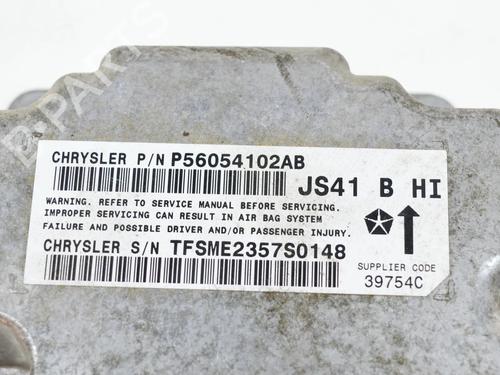 B-PARTS
CHRYSLER P/N P56054102AB
JS41 B HI
WARNING. REFER TO SERVICE MANUAL BEFORE SERVICING.
IMPROPER SERVICING CAN RESULT IN AIR BAG SYSTEM
FAILURE AND POSSIBLE DRIVER AND/OR PASSENGER INJURY.
CHRYSLER S/N TFSME2357S0148
SUPPLIER CODE
39754C